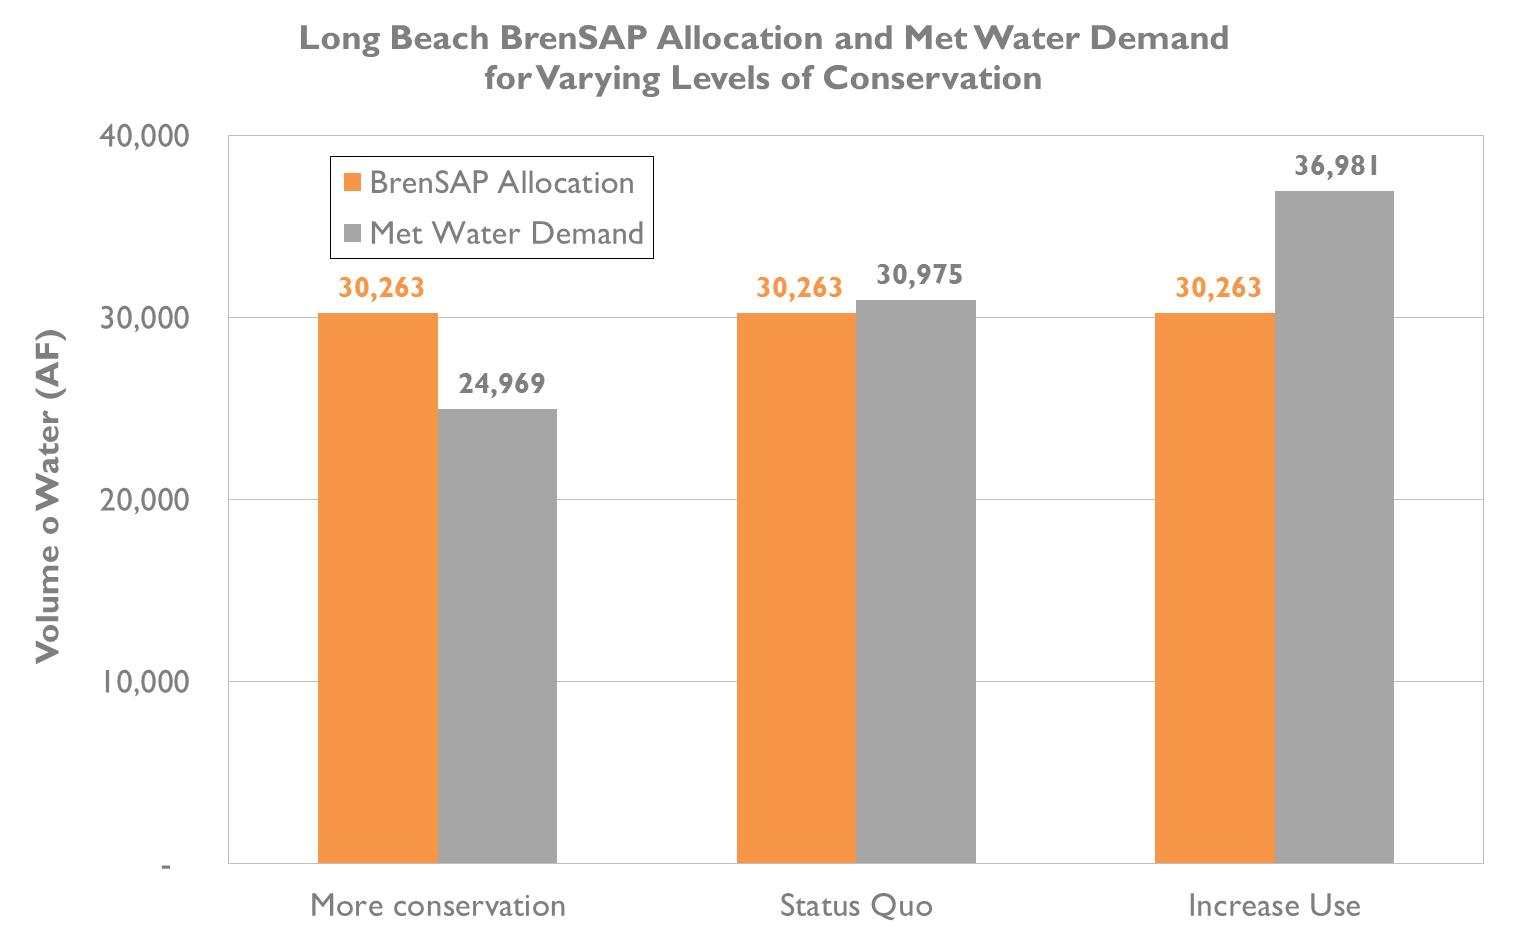 Long Beach BrenSAP Allocation and Met Water Demand
for Varying Levels of Conservation
40,000
30,000
20,000
10,000
-
Volume o Water (AF)
BrenSAP Allocation
Met Water Demand
30,263
24,969
30,263
30,975
30,263
36,981
More conservation
Status Quo
Increase Use